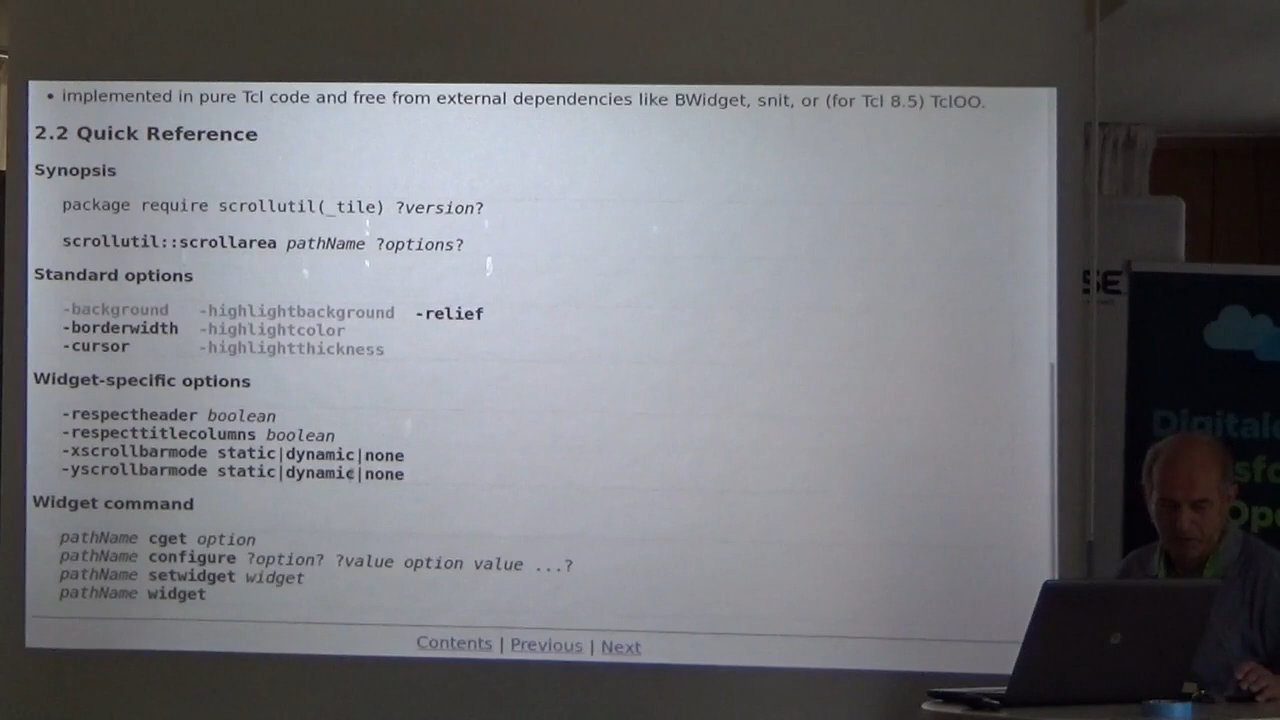 • implemented in pure Tcl code and free from external dependencies like BWidget, snit, or (for Tcl 8.5) TclOO.
2.2 Quick Reference
Synopsis
package require scrollutil(_tile) ?version?
scrollutil::scrollarea pathName ?options?
Standard options
-background -highlightbackground -relief
-borderwidth -highlightcolor
-cursor -highlightthickness
Widget-specific options
-respectheader boolean
-respecttitlecolumns boolean
-xscrollbarmode static|dynamic|none
-yscrollbarmode static|dynamic|none
Widget command
pathName cget option
pathName configure ?option? ?value option value ...?
pathName setwidget widget
pathName widget
Contents | Previous | Next
SE
Digital
sfo
Ope